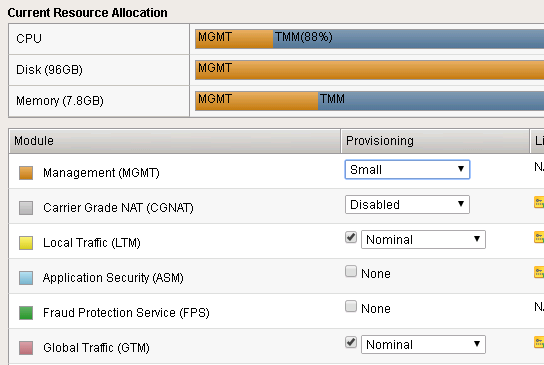 Current Resource Allocation
CPU MGMT TMM(88%)
Disk (96GB) MGMT
Memory (7.8GB) MGMT TMM
Module Provisioning
Management (MGMT) Small
Carrier Grade NAT (CGNAT) Disabled
Local Traffic (LTM) Nominal
Application Security (ASM) None
Fraud Protection Service (FPS) None
Global Traffic (GTM) Nominal